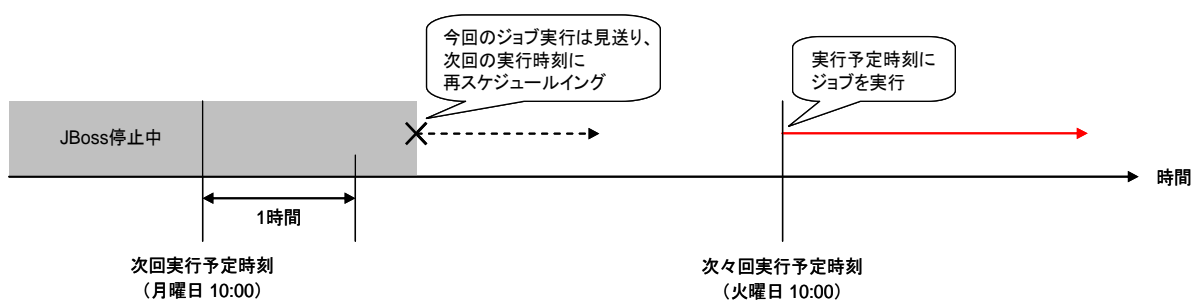 今回のジョブ実行は見送り、
次回の実行時刻に
再スケジュールイング
実行予定時刻に
ジョブを実行
JBoss停止中
時間
1時間
次回実行予定時刻
（月曜日 10:00）
次々回実行予定時刻
（火曜日 10:00）